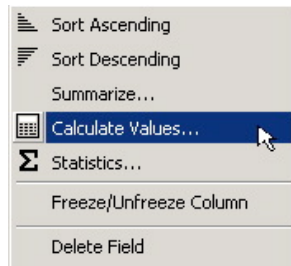 Sort Ascending
Sort Descending
Summarize...
Calculate Values...
Σ Statistics...
Freeze/Unfreeze Column
Delete Field